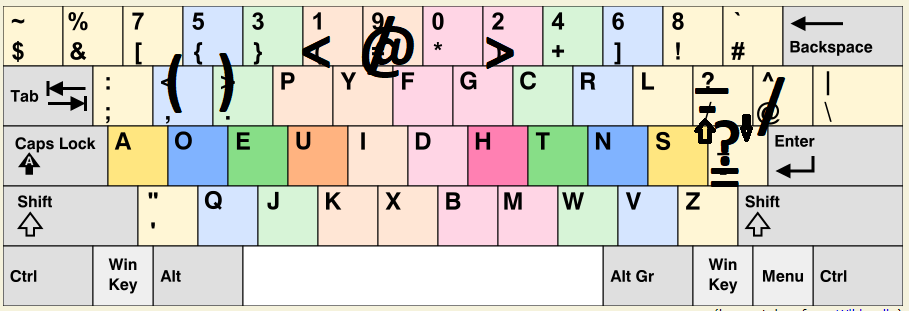 ~ % 7 5 3 1 9 0 2 4 6 8 `
$ & [ { } < @ * > + ] ! # Backspace
Tab : ( ) P Y F G C R L ? ^ / |
; , . @ \
Caps Lock A O E U I D H T N S ? Enter
A
Shift " Q J K X B M W V Z Shift
'
Ctrl Win Key Alt Alt Gr Win Key Menu Ctrl